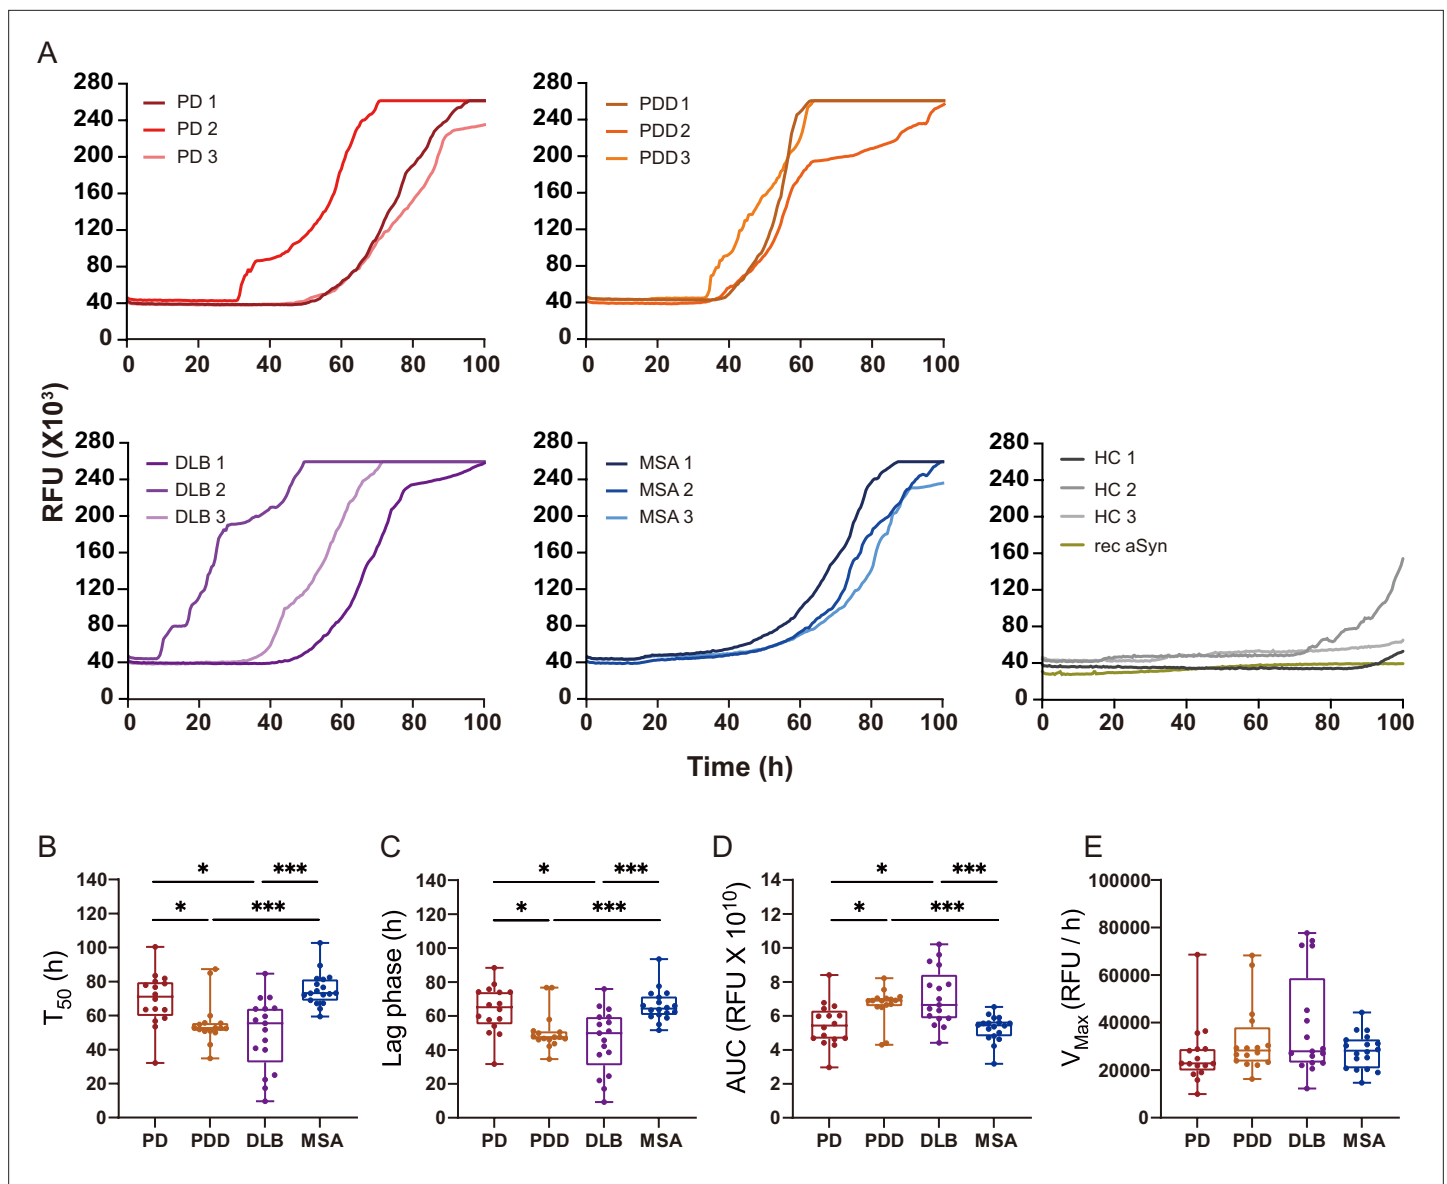 A
280
240
200
160
120
80
40
0
PD 1
PD 2
PD 3
0 20 40 60 80 100
280
240
200
160
120
80
40
0
PDD 1
PDD 2
PDD 3
0 20 40 60 80 100
RFU (X10³)
280
240
200
160
120
80
40
0
DLB 1
DLB 2
DLB 3
0 20 40 60 80 100
280
240
200
160
120
80
40
0
MSA 1
MSA 2
MSA 3
0 20 40 60 80 100
280
240
200
160
120
80
40
0
HC 1
HC 2
HC 3
rec aSyn
0 20 40 60 80 100
Time (h)
B
T₅₀ (h)
140
120
100
80
60
40
20
0
* ***
* ***
PD PDD DLB MSA
C
Lag phase (h)
140
120
100
80
60
40
20
0
* ***
* ***
PD PDD DLB MSA
D
AUC (RFU X 10¹⁰)
14
12
10
8
6
4
2
0
* ***
* ***
PD PDD DLB MSA
E
V_Max (RFU / h)
100000
80000
60000
40000
20000
0
PD PDD DLB MSA